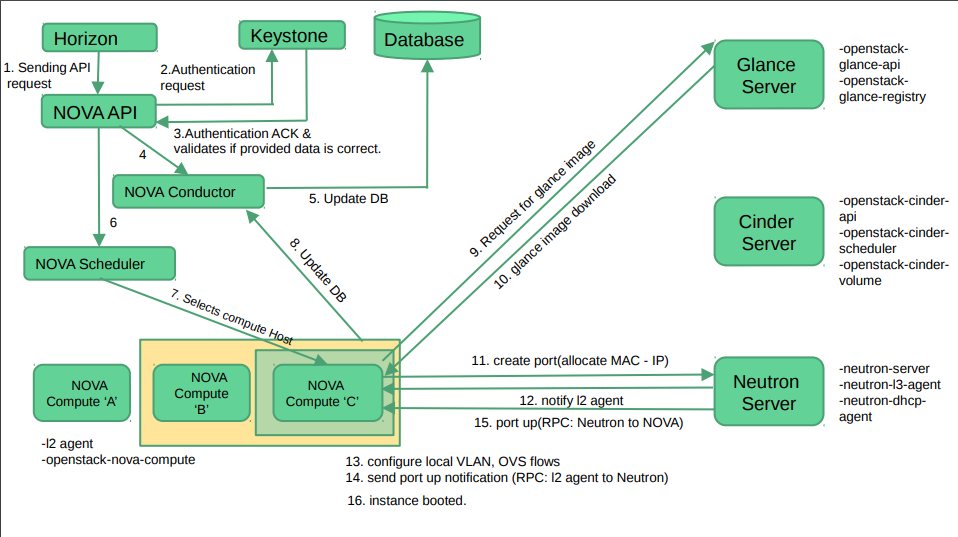 Horizon
Keystone
Database
1. Sending API
request
2.Authentication
request
NOVA API
3.Authentication ACK &
validates if provided data is correct.
4
NOVA Conductor
5. Update DB
6
NOVA Scheduler
7. Selects compute Host
8. Update DB
9. Request for glance image
10. glance image download
Glance
Server
-openstack-
glance-api
-openstack-
glance-registry
Cinder
Server
-openstack-cinder-
api
-openstack-cinder-
scheduler
-openstack-cinder-
volume
NOVA
Compute ‘A’
NOVA
Compute
‘B’
NOVA
Compute ‘C’
-l2 agent
-openstack-nova-compute
11. create port(allocate MAC - IP)
12. notify l2 agent
15. port up(RPC: Neutron to NOVA)
Neutron
Server
-neutron-server
-neutron-l3-agent
-neutron-dhcp-
agent
13. configure local VLAN, OVS flows
14. send port up notification (RPC: l2 agent to Neutron)
16. instance booted.